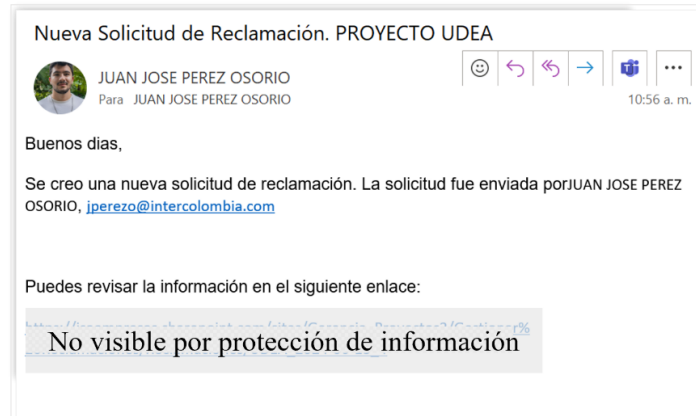 Nueva Solicitud de Reclamación. PROYECTO UDEA
JUAN JOSE PEREZ OSORIO
Para JUAN JOSE PEREZ OSORIO
10:56 a. m.
Buenos dias,
Se creo una nueva solicitud de reclamación. La solicitud fue enviada porJUAN JOSE PEREZ
OSORIO, jperezo@intercolombia.com
Puedes revisar la información en el siguiente enlace:
No visible por protección de información